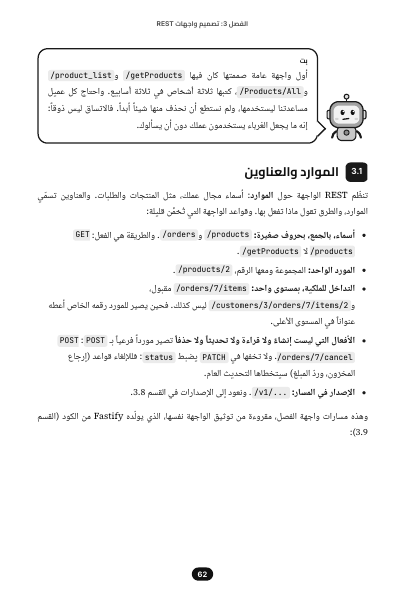 الفصل 3: تصميم واجهات REST
بت
أول واجهة عامة صممتها كان فيها /getProducts و /product_list
و /Products/All، كتبها ثلاثة أشخاص في ثلاثة أسابيع. واحتاج كل عميل
مساعدتنا ليستخدمها، ولم نستطع أن نحذف منها شيئاً أبداً. فالاتساق ليس ذوقاً:
إنه ما يجعل الغرباء يستخدمون عملك دون أن يسألوك.
3.1 الموارد والعناوين
تنظّم REST الواجهة حول الموارد: أسماء مجال عملك، مثل المنتجات والطلبات. والعناوين تسمّي
الموارد، والطرق تقول ماذا تفعل بها. وقواعد الواجهة التي تُخمَّن قليلة:
• أسماء، بالجمع، بحروف صغيرة: /products و /orders. والطريقة هي الفعل: GET
/products لا /getProducts.
• المورد الواحد: المجموعة ومعها الرقم، /products/2.
• التداخل للملكية، بمستوى واحد: /orders/7/items مقبول،
و /customers/3/orders/7/items/2 ليس كذلك. فحين يصير للمورد رقمه الخاص أعطه
عنواناً في المستوى الأعلى.
• الأفعال التي ليست إنشاءً ولا قراءة ولا تحديثاً ولا حذفاً تصير مورداً فرعياً بـ POST: POST
/orders/7/cancel. ولا تخفها في PATCH يضبط status: فللإلغاء قواعد (إرجاع
المخزون، وردّ المبلغ) سيتخطاها التحديث العام.
• الإصدار في المسار: /v1/.... ونعود إلى الإصدارات في القسم 3.8.
وهذه مسارات واجهة الفصل، مقروءة من توثيق الواجهة نفسها، الذي يولّده Fastify من الكود (القسم
3.9):
62